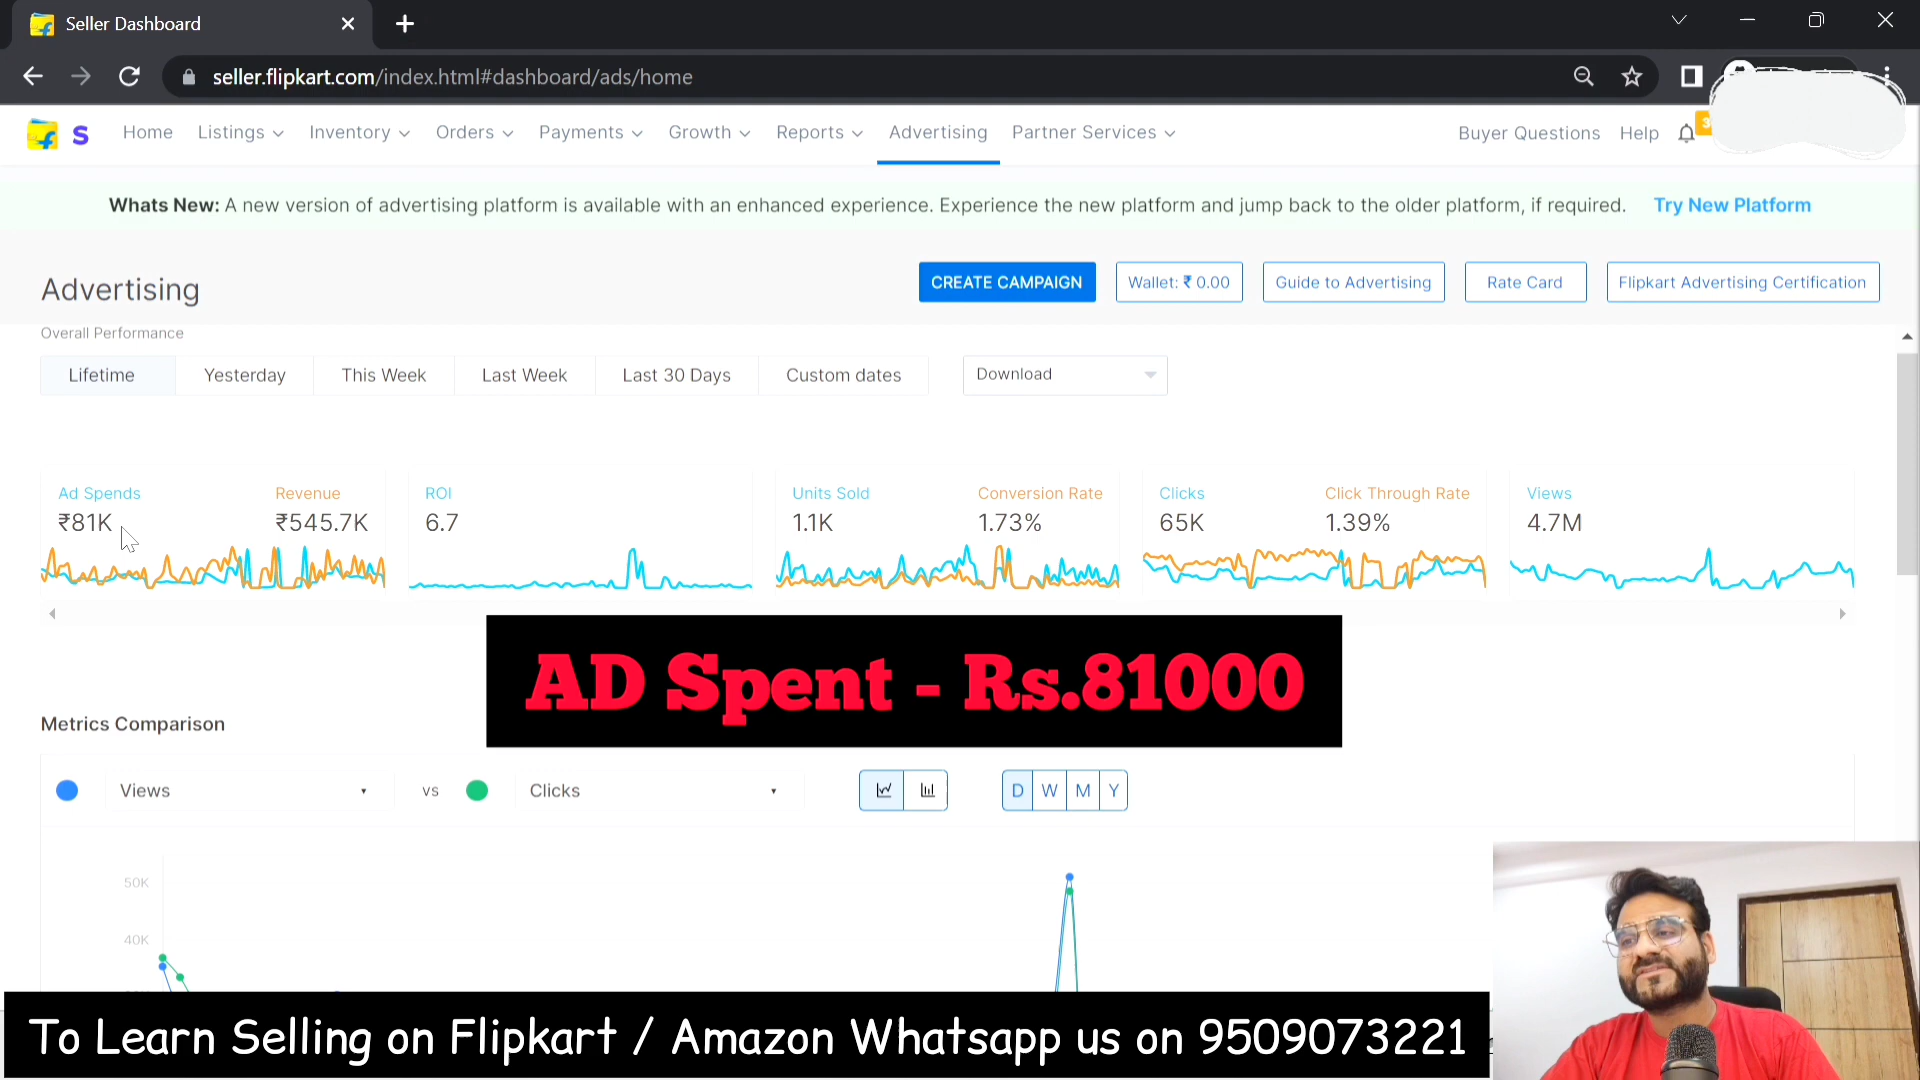 Seller Dashboard
seller.flipkart.com/index.html#dashboard/ads/home
S Home Listings Inventory Orders Payments Growth Reports Advertising Partner Services Buyer Questions Help 3
Whats New: A new version of advertising platform is available with an enhanced experience. Experience the new platform and jump back to the older platform, if required. Try New Platform
Advertising CREATE CAMPAIGN Wallet: ₹ 0.00 Guide to Advertising Rate Card Flipkart Advertising Certification
Overall Performance
Lifetime Yesterday This Week Last Week Last 30 Days Custom dates Download
Ad Spends Revenue ROI Units Sold Conversion Rate Clicks Click Through Rate Views
₹81K ₹545.7K 6.7 1.1K 1.73% 65K 1.39% 4.7M
AD Spent - Rs.81000
Metrics Comparison
Views vs Clicks D W M Y
50K
40K
To Learn Selling on Flipkart / Amazon Whatsapp us on 9509073221